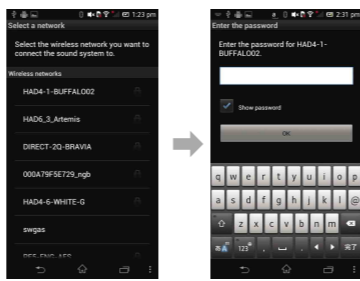 1:23 pm
Select a network
Select the wireless network you want to
connect the sound system to.
Wireless networks
HAD4-1-BUFFALO02
HAD6_3_Artemis
DIRECT-2Q-BRAVIA
000A79F5E729_ngb
HAD4-6-WHITE-G
swgas
2:31 pm
Enter the password
Enter the password for HAD4-1-
BUFFALO02.
Show password
OK
q w e r t y u i o p
a s d f g h j k l @
z x c v b n m
123 , .
完了